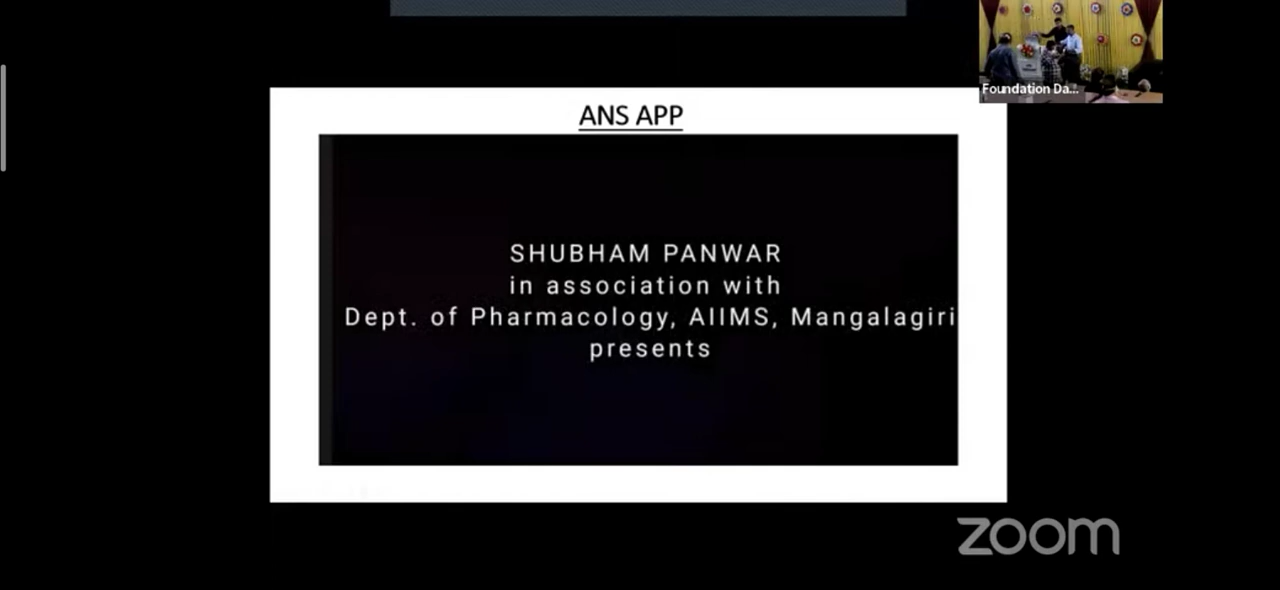 Foundation Da...
ANS APP
SHUBHAM PANWAR
in association with
Dept. of Pharmacology, AIIMS, Mangalagiri
presents
zoom